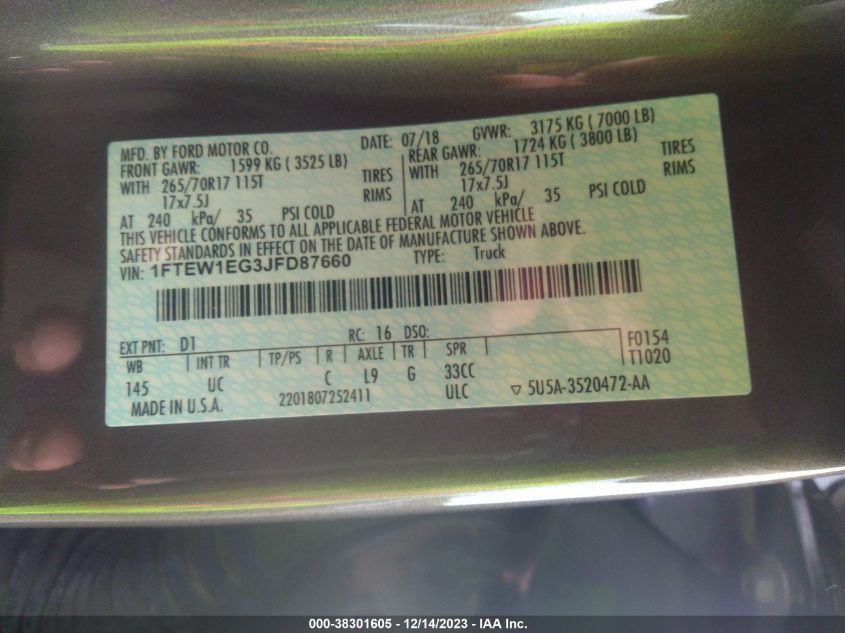 MFD. BY FORD MOTOR CO. DATE: 07/18 GVWR: 3175 KG ( 7000 LB)
FRONT GAWR: 1599 KG ( 3525 LB) REAR GAWR: 1724 KG ( 3800 LB)
WITH 265/70R17 115T TIRES WITH 265/70R17 115T TIRES
17x7.5J RIMS 17x7.5J RIMS
AT 240 kPa/ 35 PSI COLD AT 240 kPa/ 35 PSI COLD
THIS VEHICLE CONFORMS TO ALL APPLICABLE FEDERAL MOTOR VEHICLE
SAFETY STANDARDS IN EFFECT ON THE DATE OF MANUFACTURE SHOWN ABOVE.
VIN: 1FTEW1EG3JFD87660 TYPE: Truck
EXT PNT: D1 RC: 16 DSO: F0154
WB INT TR TP/PS R AXLE TR SPR T1020
145 UC C L9 G 33CC
ULC ▽ 5U5A-3520472-AA
MADE IN U.S.A. 2201807252411
000-38301605 - 12/14/2023 - IAA Inc.